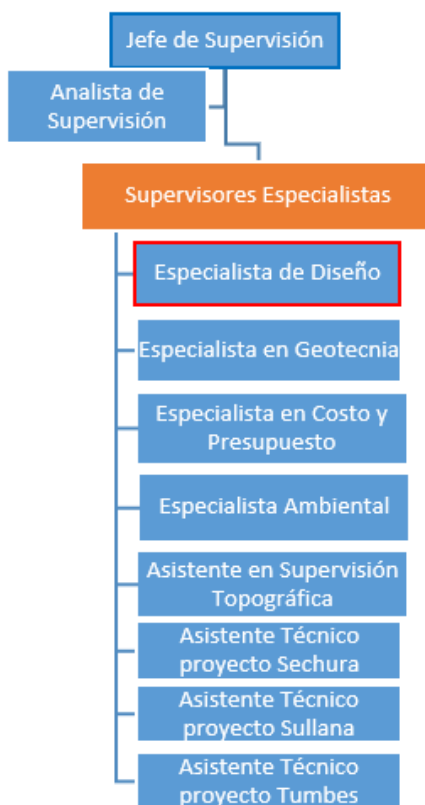 Jefe de Supervisión
Analista de
Supervisión
Supervisores Especialistas
Especialista de Diseño
Especialista en Geotecnia
Especialista en Costo y
Presupuesto
Especialista Ambiental
Asistente en Supervisión
Topográfica
Asistente Técnico
proyecto Sechura
Asistente Técnico
proyecto Sullana
Asistente Técnico
proyecto Tumbes